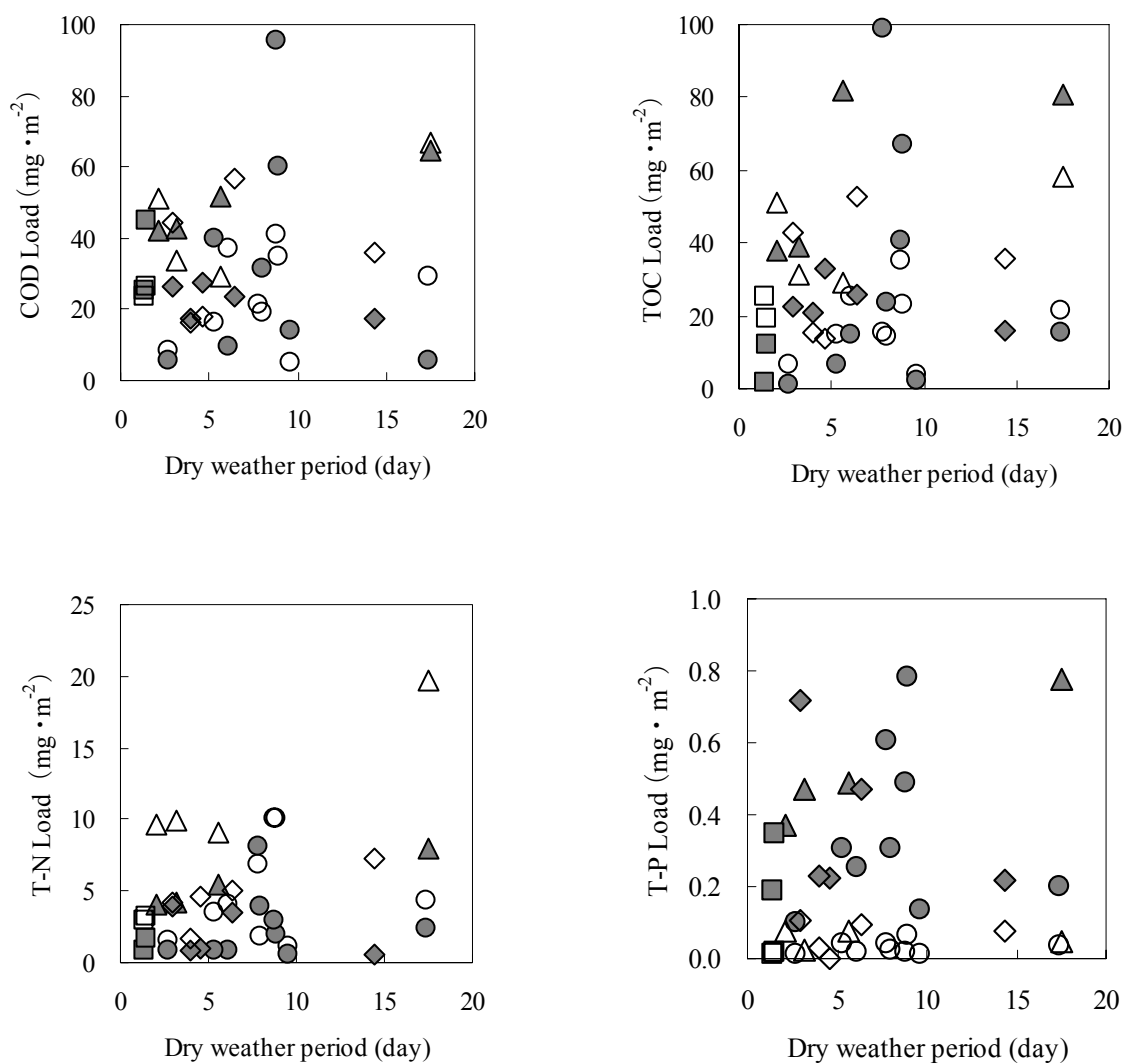 100
80
60
40
20
0
COD Load (mg・m-2)
0 5 10 15 20
Dry weather period (day)
100
80
60
40
20
0
TOC Load (mg・m-2)
0 5 10 15 20
Dry weather period (day)
25
20
15
10
5
0
T-N Load (mg・m-2)
0 5 10 15 20
Dry weather period (day)
1.0
0.8
0.6
0.4
0.2
0.0
T-P Load (mg・m-2)
0 5 10 15 20
Dry weather period (day)